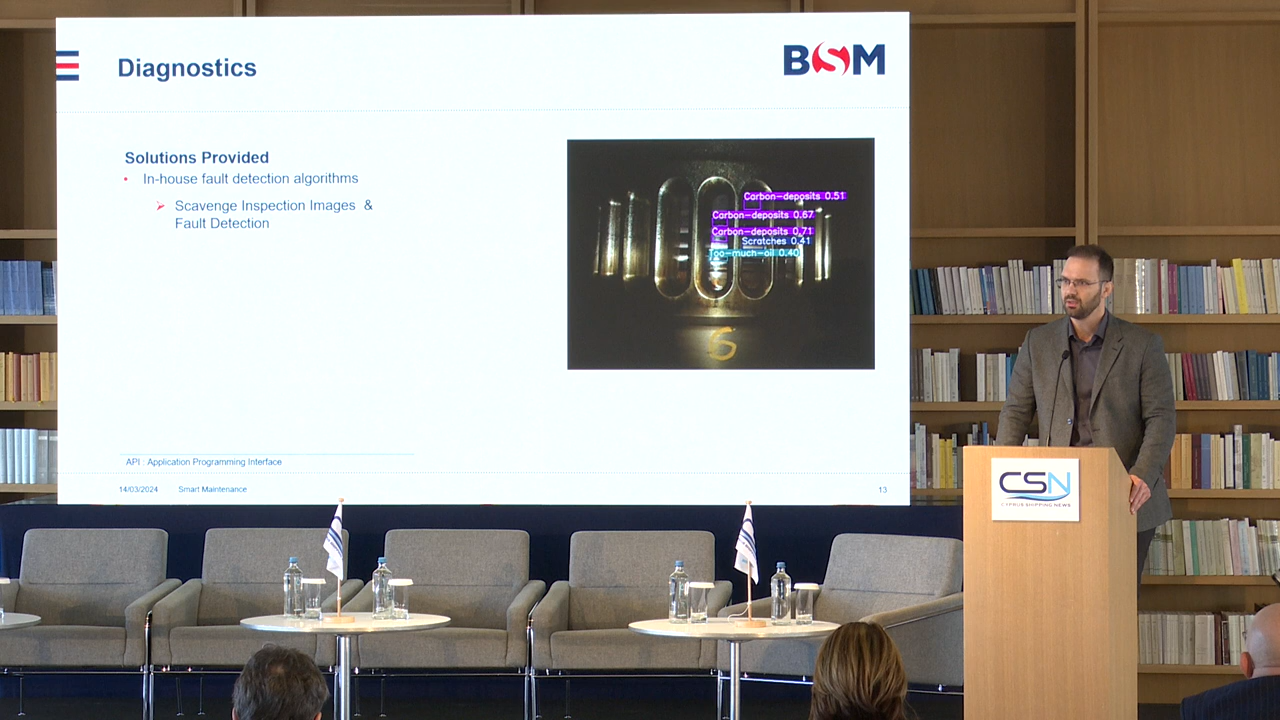 Diagnostics
BSM
Solutions Provided
• In-house fault detection algorithms
➢ Scavenge Inspection Images &
Fault Detection
Carbon-deposits 0.51
Carbon-deposits 0.67
Carbon-deposits 0.71
Scratches 0.41
Too-much-oil 0.40
6
API : Application Programming Interface
14/03/2024 Smart Maintenance 13
CSN
CYPRUS SHIPPING NEWS